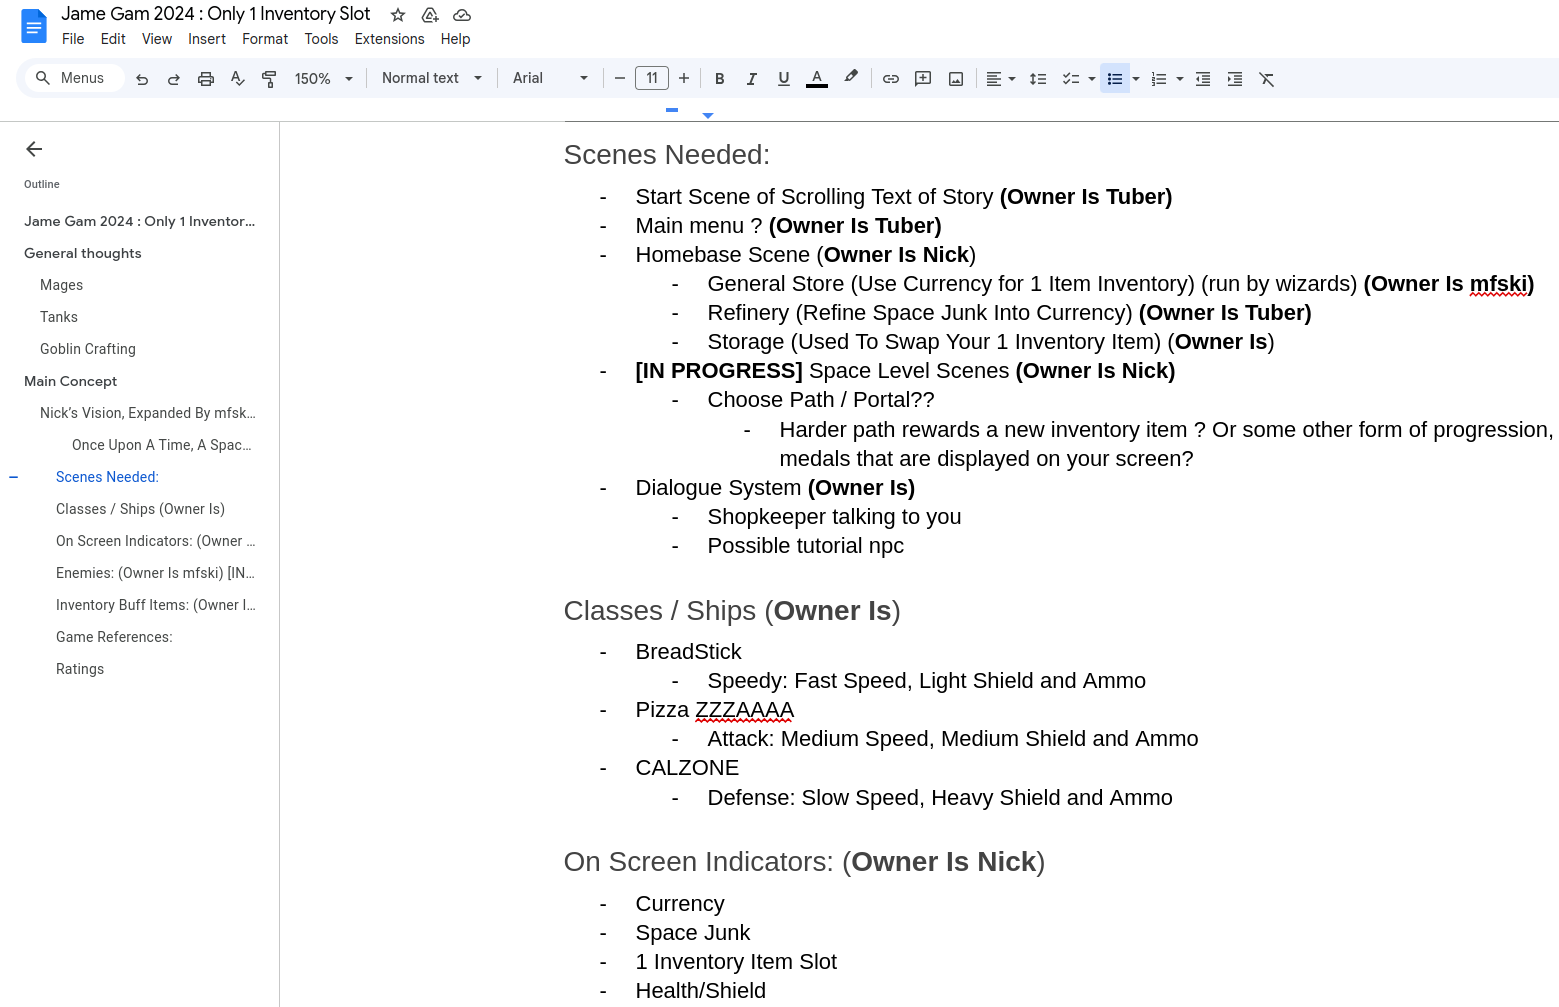 Jame Gam 2024 : Only 1 Inventory Slot
File Edit View Insert Format Tools Extensions Help
Menus 150% Normal text Arial 11 B I U A
Outline
Jame Gam 2024 : Only 1 Inventor...
General thoughts
Mages
Tanks
Goblin Crafting
Main Concept
Nick's Vision, Expanded By mfsk...
Once Upon A Time, A Spac...
Scenes Needed:
Classes / Ships (Owner Is)
On Screen Indicators: (Owner ...
Enemies: (Owner Is mfski) [IN...
Inventory Buff Items: (Owner I...
Game References:
Ratings
Scenes Needed:
- Start Scene of Scrolling Text of Story (Owner Is Tuber)
- Main menu ? (Owner Is Tuber)
- Homebase Scene (Owner Is Nick)
- General Store (Use Currency for 1 Item Inventory) (run by wizards) (Owner Is mfski)
- Refinery (Refine Space Junk Into Currency) (Owner Is Tuber)
- Storage (Used To Swap Your 1 Inventory Item) (Owner Is)
- [IN PROGRESS] Space Level Scenes (Owner Is Nick)
- Choose Path / Portal??
- Harder path rewards a new inventory item ? Or some other form of progression,
medals that are displayed on your screen?
- Dialogue System (Owner Is)
- Shopkeeper talking to you
- Possible tutorial npc
Classes / Ships (Owner Is)
- BreadStick
- Speedy: Fast Speed, Light Shield and Ammo
- Pizza ZZZAAAA
- Attack: Medium Speed, Medium Shield and Ammo
- CALZONE
- Defense: Slow Speed, Heavy Shield and Ammo
On Screen Indicators: (Owner Is Nick)
- Currency
- Space Junk
- 1 Inventory Item Slot
- Health/Shield